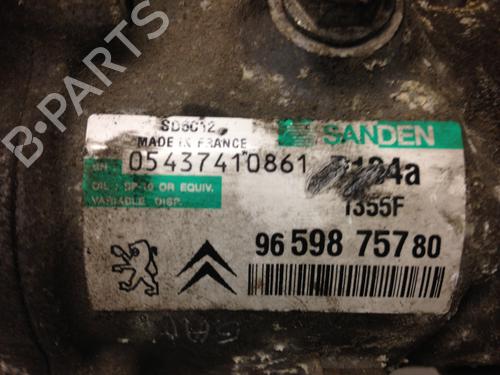 B-PARTS
SD6C12
MADE IN FRANCE
SANDEN
SN: 05437410861
R134a
OIL: SP-10 OR EQUIV.
VARIABLE DISP.
1355F
96 598 757 80